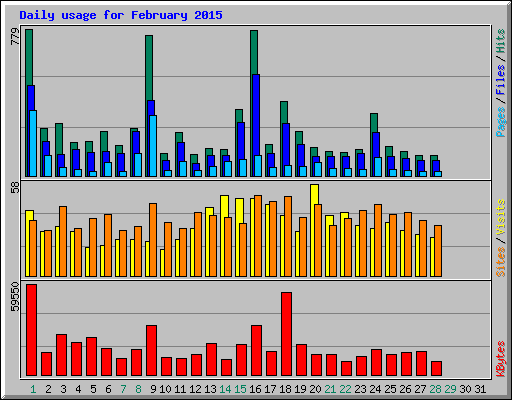 Daily usage for February 2015
779
Pages / Files / Hits
58
Sites / Visits
59550
KBytes
1 2 3 4 5 6 7 8 9 10 11 12 13 14 15 16 17 18 19 20 21 22 23 24 25 26 27 28 29 30 31